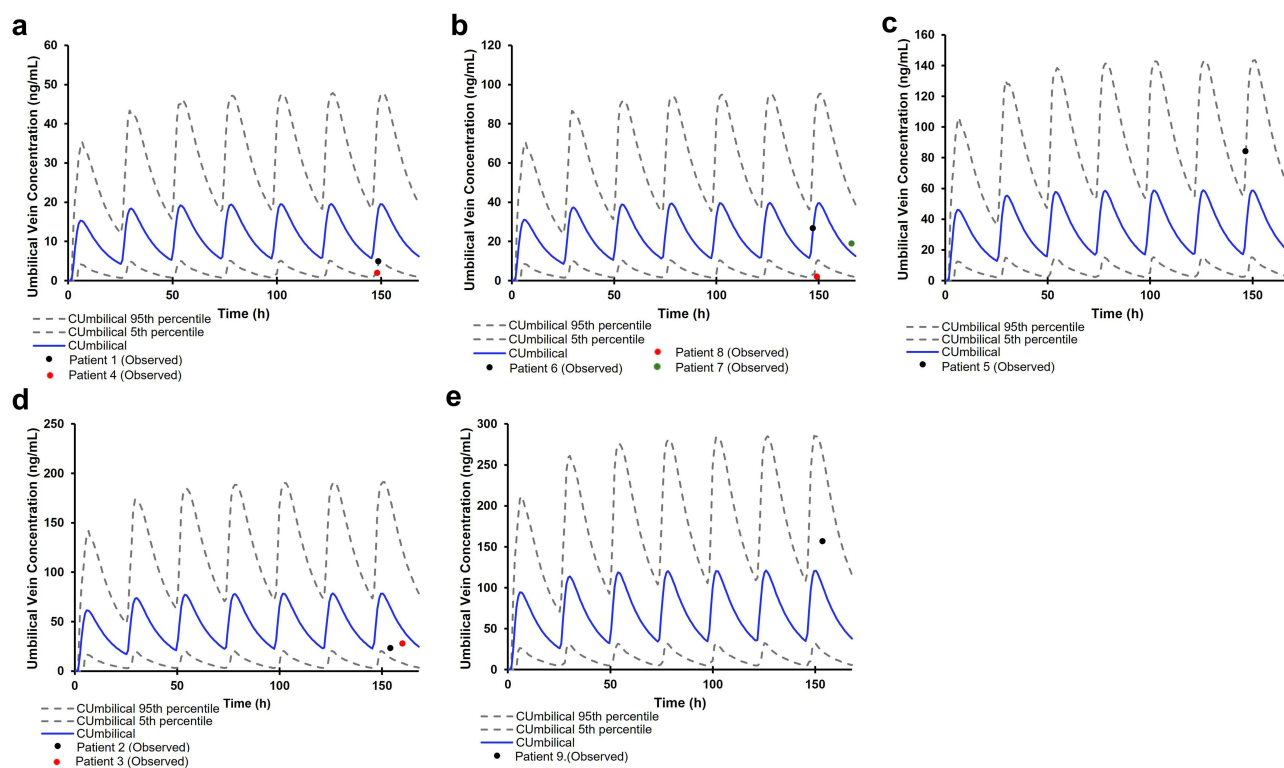 a
60
50
40
30
20
10
0
Umbilical Vein Concentration (ng/mL)
0 50 100 150
Time (h)
CUmbilical 95th percentile
CUmbilical 5th percentile
CUmbilical
Patient 1 (Observed)
Patient 4 (Observed)
b
120
100
80
60
40
20
0
Umbilical Vein Concentration (ng/mL)
0 50 100 150
Time (h)
CUmbilical 95th percentile
CUmbilical 5th percentile
CUmbilical
Patient 6 (Observed)
Patient 8 (Observed)
Patient 7 (Observed)
c
160
140
120
100
80
60
40
20
0
Umbilical Vein Concentration (ng/mL)
0 50 100 150
Time (h)
CUmbilical 95th percentile
CUmbilical 5th percentile
CUmbilical
Patient 5 (Observed)
d
250
200
150
100
50
0
Umbilical Vein Concentration (ng/mL)
0 50 100 150
Time (h)
CUmbilical 95th percentile
CUmbilical 5th percentile
CUmbilical
Patient 2 (Observed)
Patient 3 (Observed)
e
300
250
200
150
100
50
0
Umbilical Vein Concentration (ng/mL)
0 50 100 150
Time (h)
CUmbilical 95th percentile
CUmbilical 5th percentile
CUmbilical
Patient 9.(Observed)